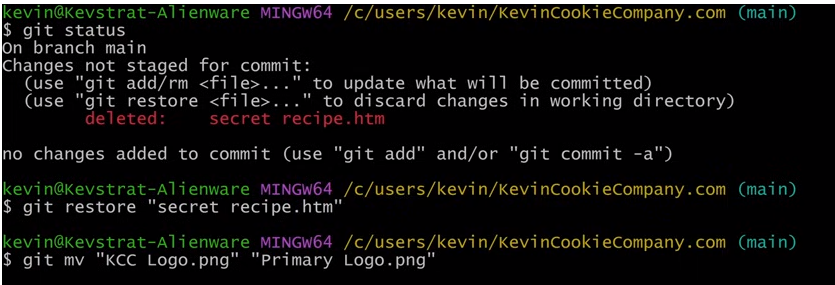 kevin@Kevstrat-Alienware MINGW64 /c/users/kevin/KevinCookieCompany.com (main)
$ git status
On branch main
Changes not staged for commit:
  (use "git add/rm <file>..." to update what will be committed)
  (use "git restore <file>..." to discard changes in working directory)
        deleted:    secret recipe.htm

no changes added to commit (use "git add" and/or "git commit -a")

kevin@Kevstrat-Alienware MINGW64 /c/users/kevin/KevinCookieCompany.com (main)
$ git restore "secret recipe.htm"

kevin@Kevstrat-Alienware MINGW64 /c/users/kevin/KevinCookieCompany.com (main)
$ git mv "KCC Logo.png" "Primary Logo.png"